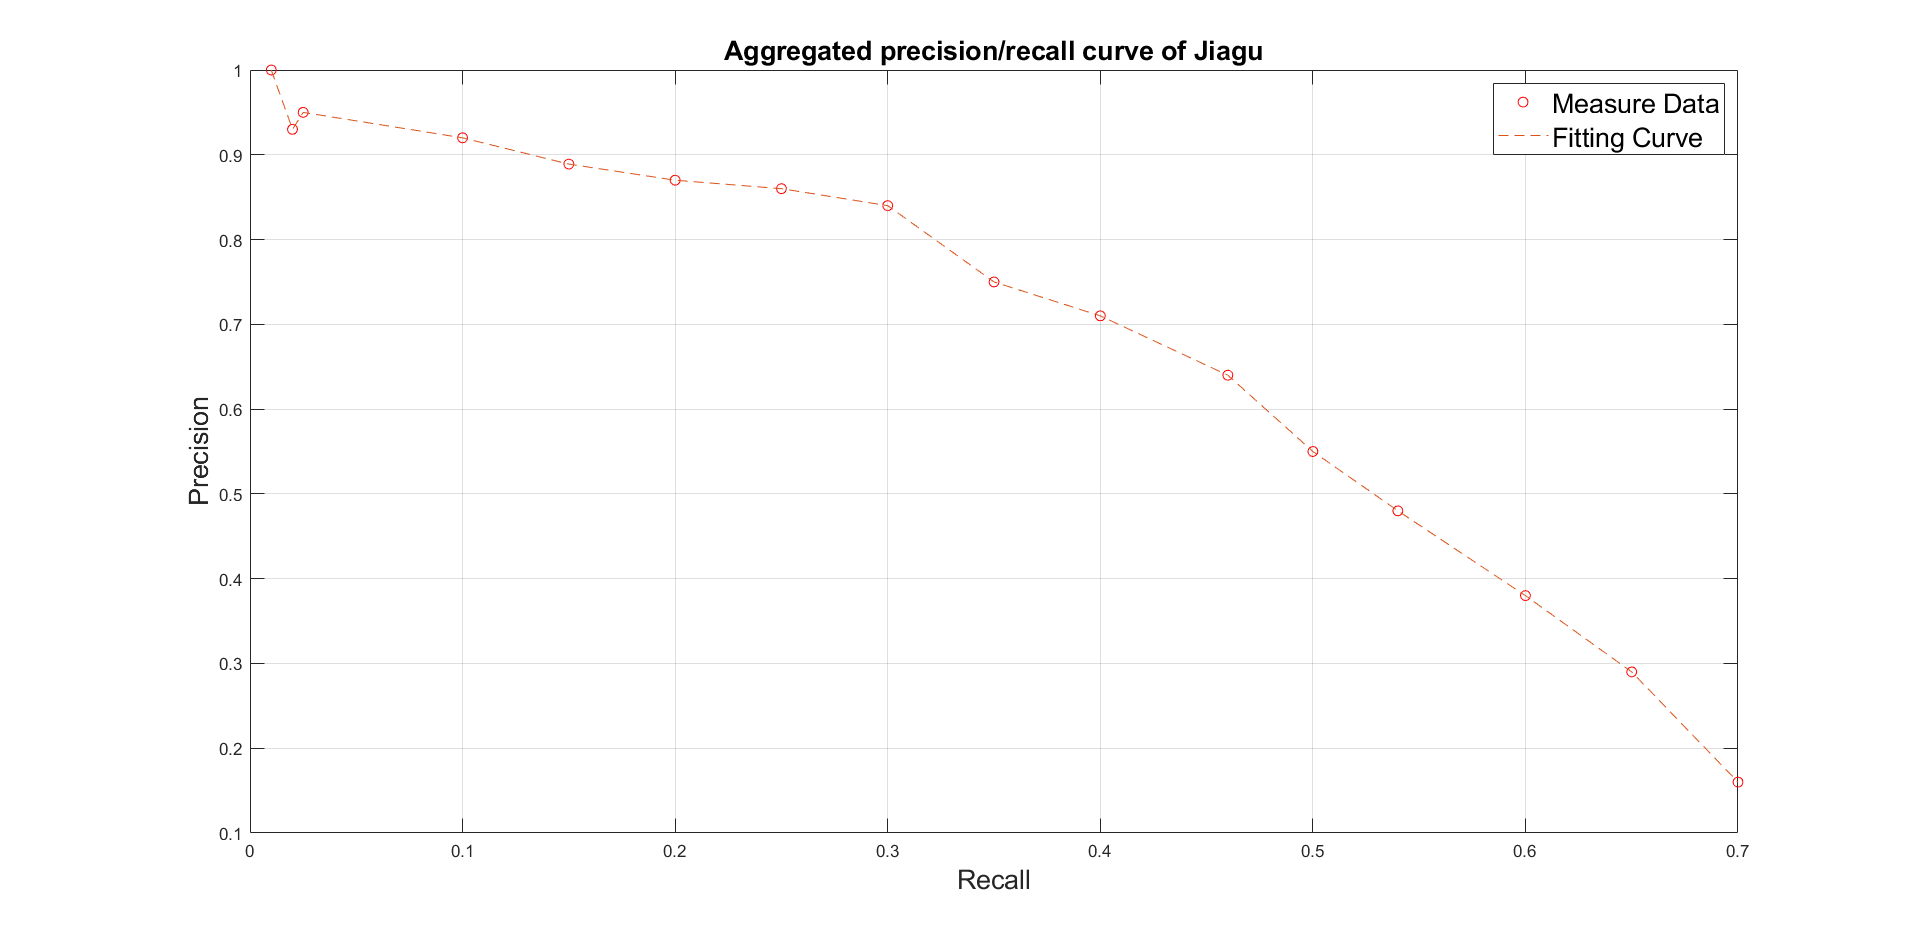 Aggregated precision/recall curve of Jiagu
Measure Data
Fitting Curve
Precision
1
0.9
0.8
0.7
0.6
0.5
0.4
0.3
0.2
0.1
0 0.1 0.2 0.3 0.4 0.5 0.6 0.7
Recall